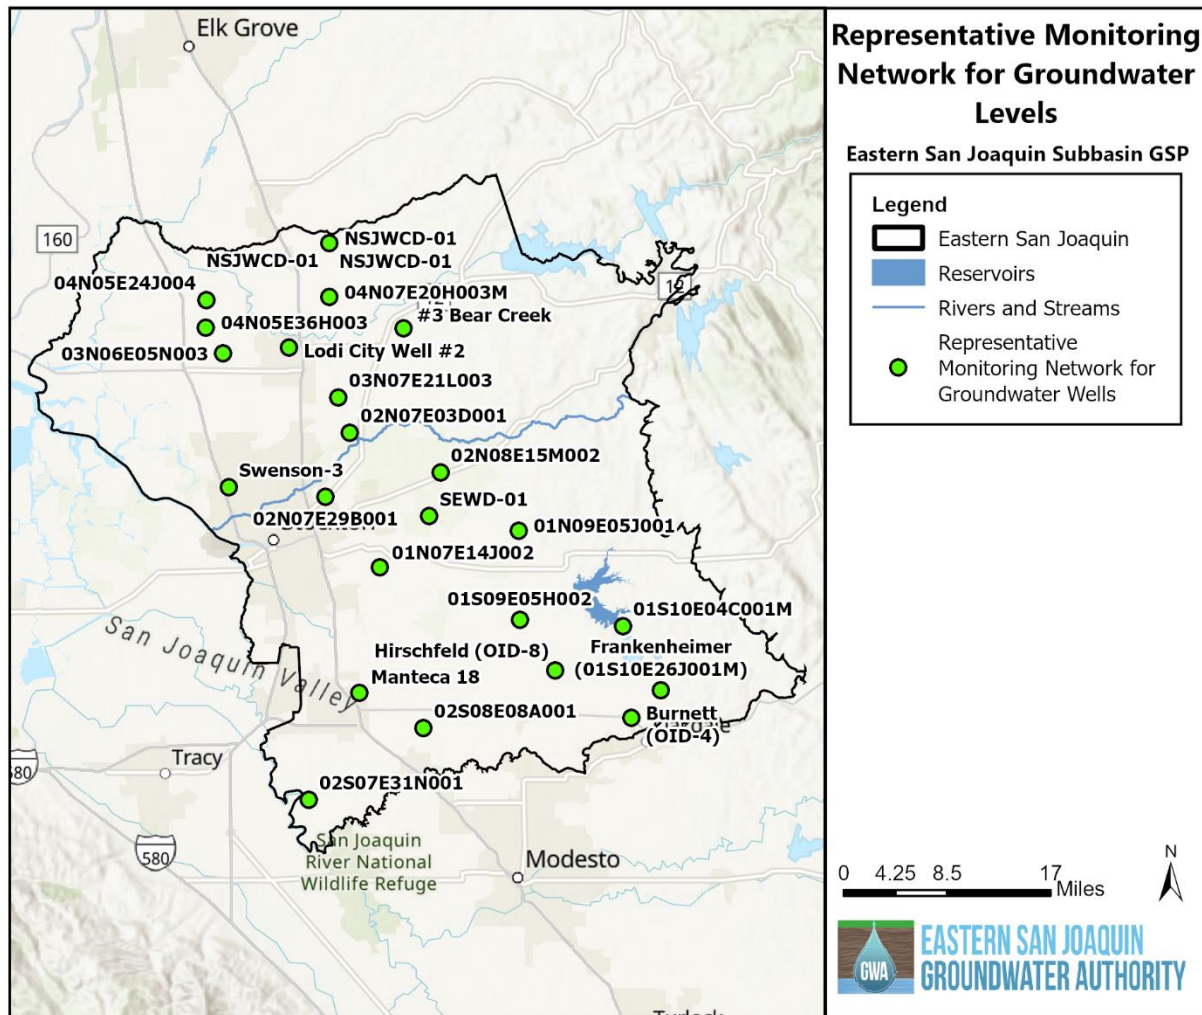 Elk Grove
160
NSJWCD-01
NSJWCD-01 NSJWCD-01
04N05E24J004
04N07E20H003M
12
12
#3 Bear Creek
04N05E36H003
03N06E05N003
Lodi City Well #2
03N07E21L003
02N07E03D001
02N08E15M002
Swenson-3
SEWD-01
02N07E29B001
01N09E05J001
01N07E14J002
01S09E05H002
01S10E04C001M
San Joaquin Valley
Hirschfeld (OID-8)
Frankenheimer
(01S10E26J001M)
Manteca 18
02S08E08A001
Burnett
(OID-4)
Tracy
580
02S07E31N001
580
San Joaquin
River National
Wildlife Refuge
Modesto
Representative Monitoring
Network for Groundwater
Levels
Eastern San Joaquin Subbasin GSP
Legend
Eastern San Joaquin
Reservoirs
Rivers and Streams
Representative
Monitoring Network for
Groundwater Wells
0 4.25 8.5 17
Miles
N
GWA
EASTERN SAN JOAQUIN
GROUNDWATER AUTHORITY